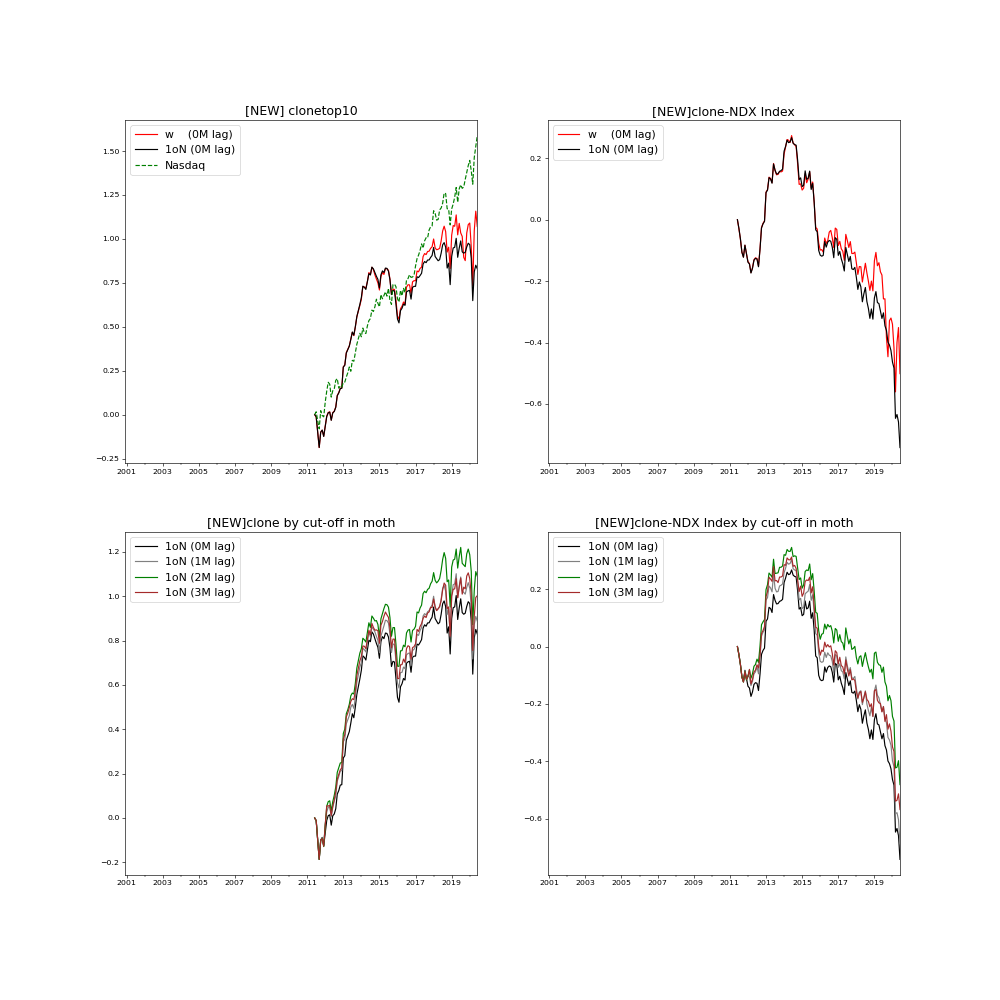 [NEW] clonetop10
w (0M lag)
1oN (0M lag)
Nasdaq
1.50
1.25
1.00
0.75
0.50
0.25
0.00
−0.25
2001 2003 2005 2007 2009 2011 2013 2015 2017 2019
[NEW]clone-NDX Index
w (0M lag)
1oN (0M lag)
0.2
0.0
−0.2
−0.4
−0.6
2001 2003 2005 2007 2009 2011 2013 2015 2017 2019
[NEW]clone by cut-off in moth
1oN (0M lag)
1oN (1M lag)
1oN (2M lag)
1oN (3M lag)
1.2
1.0
0.8
0.6
0.4
0.2
0.0
−0.2
2001 2003 2005 2007 2009 2011 2013 2015 2017 2019
[NEW]clone-NDX Index by cut-off in moth
1oN (0M lag)
1oN (1M lag)
1oN (2M lag)
1oN (3M lag)
0.2
0.0
−0.2
−0.4
−0.6
2001 2003 2005 2007 2009 2011 2013 2015 2017 2019